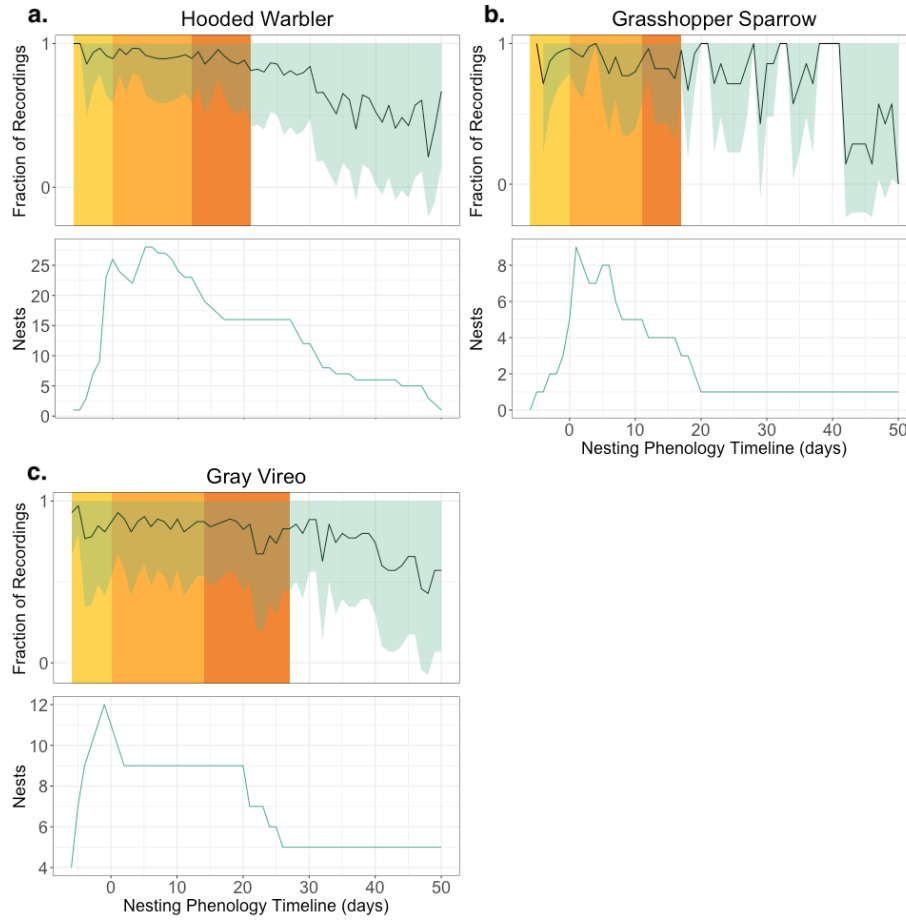 a.
Hooded Warbler
Fraction of Recordings
1
0
Nests
25
20
15
10
5
0
b.
Grasshopper Sparrow
Fraction of Recordings
1
0
Nests
8
6
4
2
0
0 10 20 30 40 50
Nesting Phenology Timeline (days)
c.
Gray Vireo
Fraction of Recordings
1
0
Nests
12
10
8
6
4
0 10 20 30 40 50
Nesting Phenology Timeline (days)